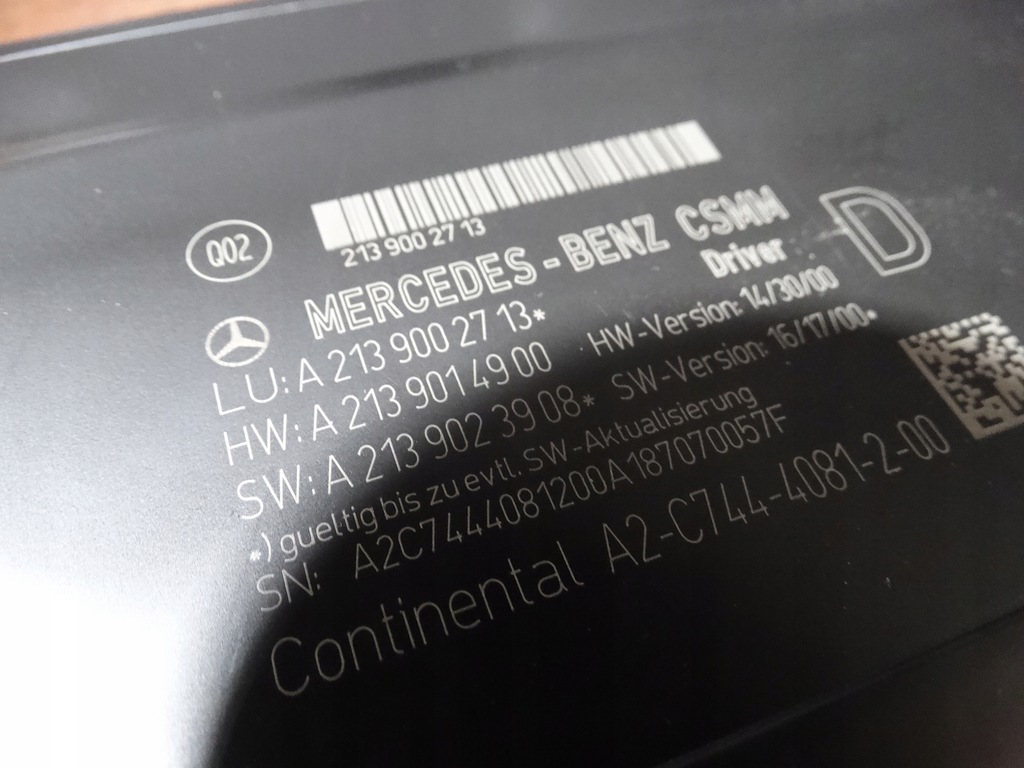 Q02
213 900 27 13
MERCEDES-BENZ CSMM
Driver
D
LU: A 213 900 27 13*
HW: A 213 901 49 00 HW-Version: 14/30/00
SW: A 213 902 39 08* SW-Version: 16/17/00*
*) gueltig bis zu evtl. SW-Aktualisierung
SN: A2C7444081200A187070057F
Continental A2-C744-4081-2-00